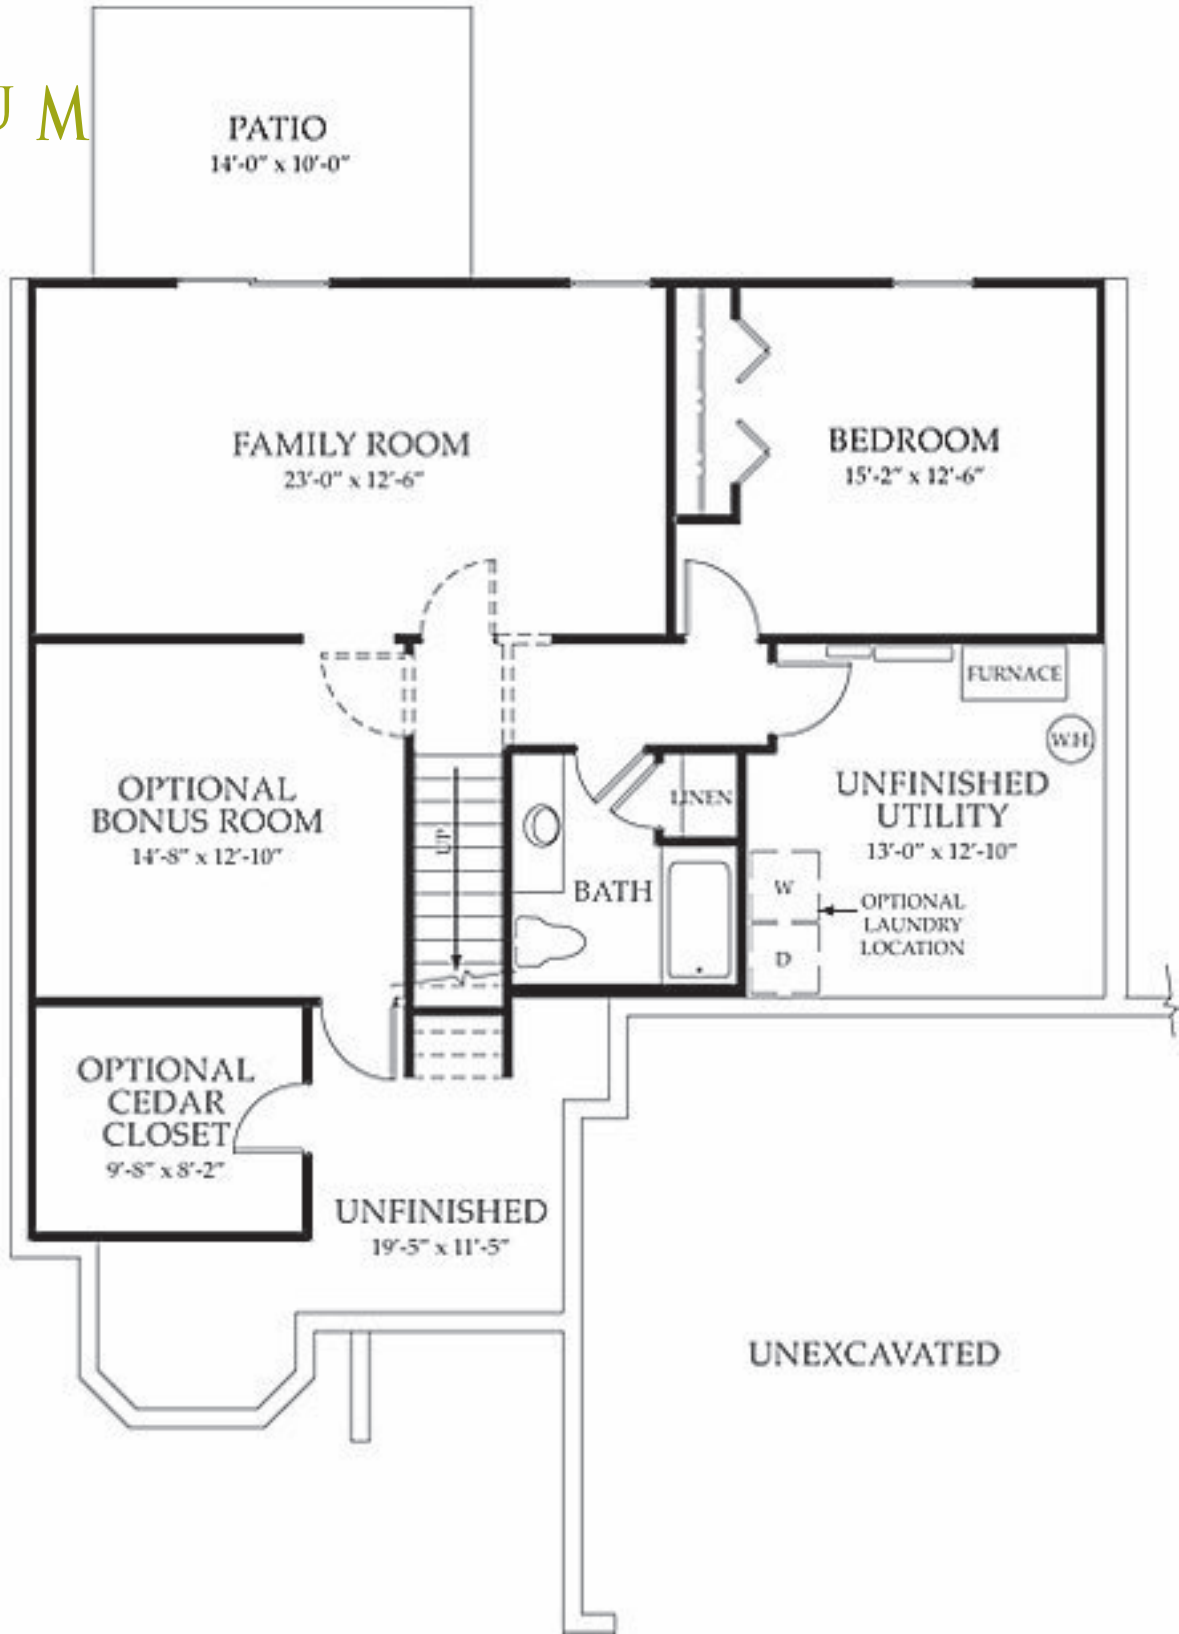 UM
PATIO
14'-0" x 10'-0"
FAMILY ROOM
23'-0" x 12'-6"
BEDROOM
15'-2" x 12'-6"
FURNACE
W.H.
OPTIONAL
BONUS ROOM
14'-8" x 12'-10"
UP
LINEN
BATH
UNFINISHED
UTILITY
13'-0" x 12'-10"
W
D
OPTIONAL
LAUNDRY
LOCATION
OPTIONAL
CEDAR
CLOSET
9'-8" x 8'-2"
UNFINISHED
19'-5" x 11'-5"
UNEXCAVATED